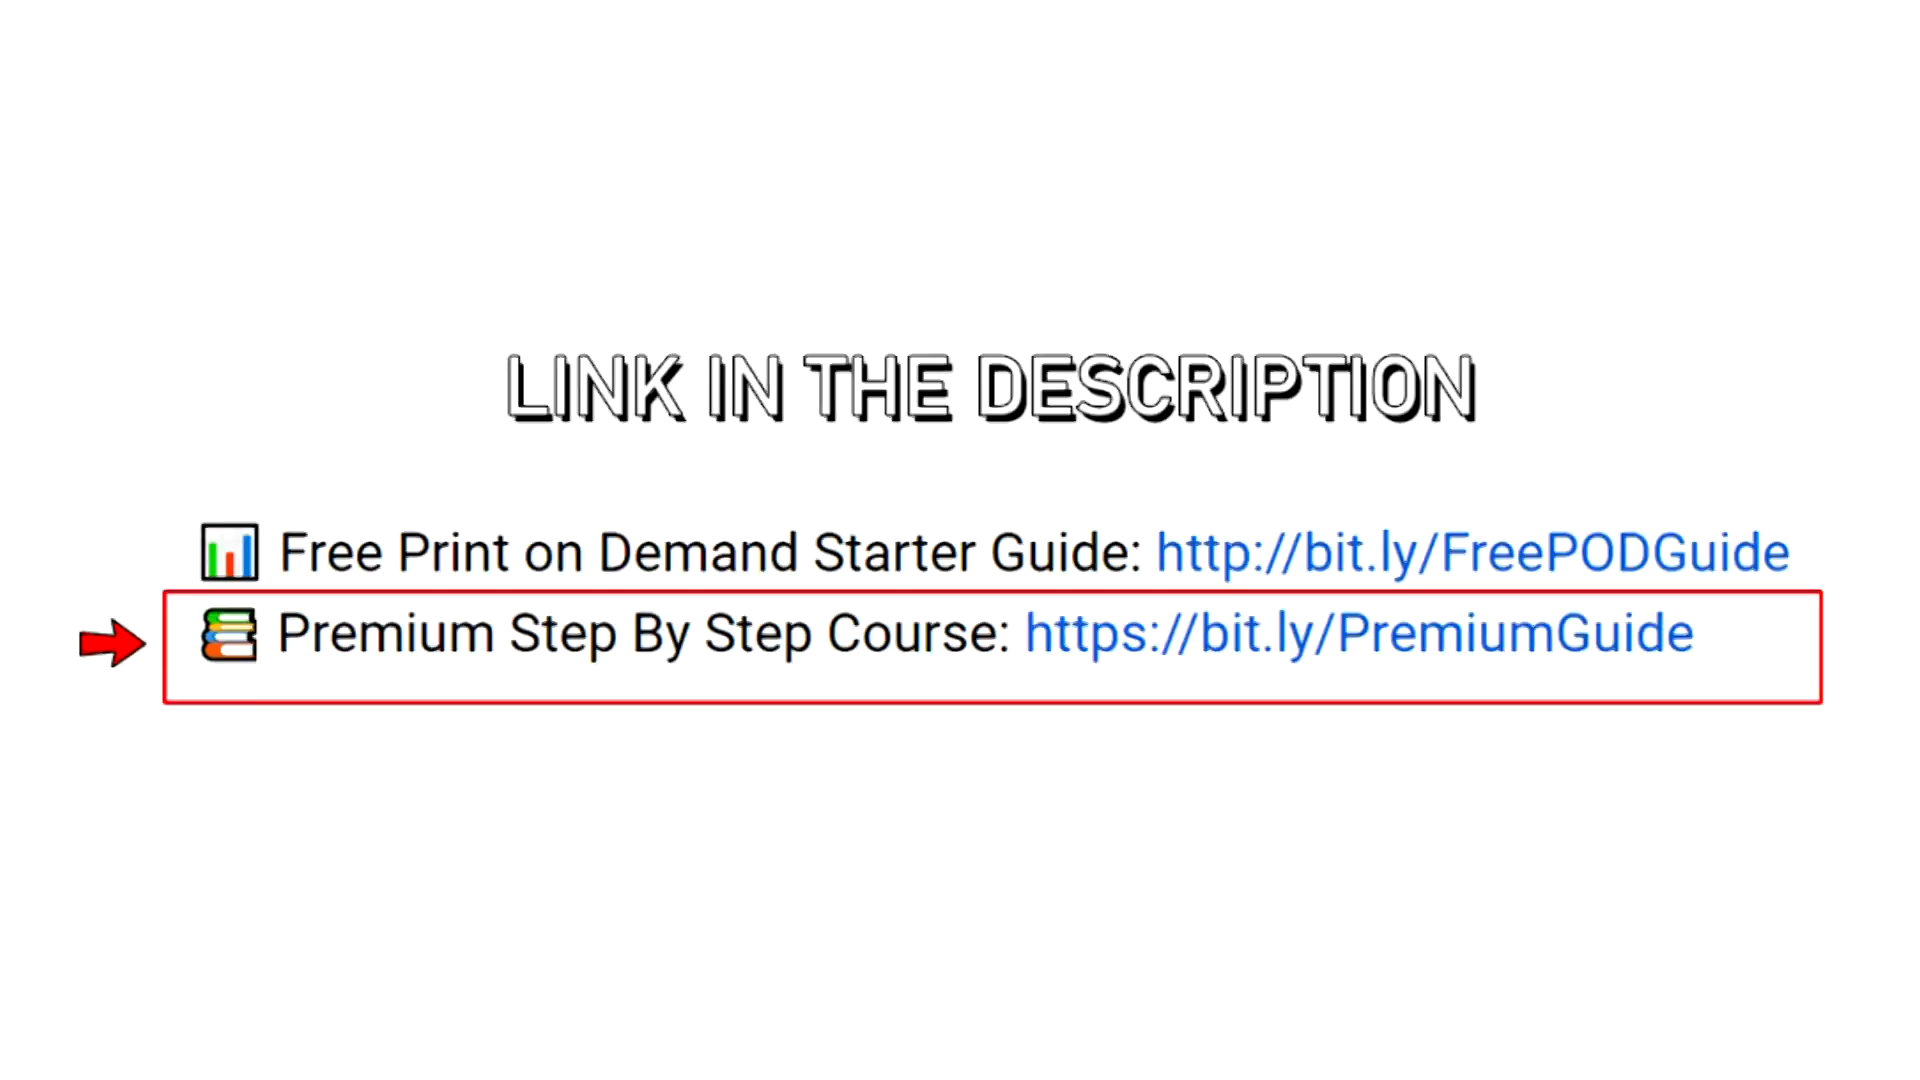 LINK IN THE DESCRIPTION
Free Print on Demand Starter Guide: http://bit.ly/FreePODGuide
Premium Step By Step Course: https://bit.ly/PremiumGuide